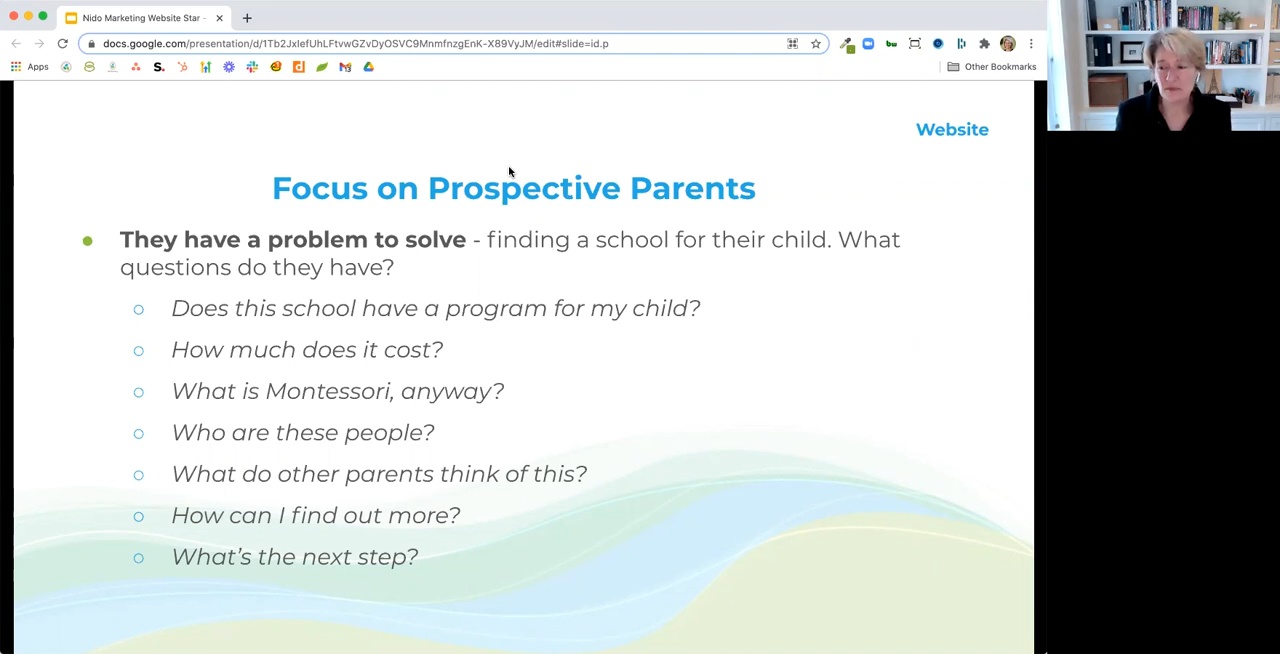 Nido Marketing Website Star -
docs.google.com/presentation/d/1Tb2JxIefUhLFtvwGZvDyOSVC9MnmfnzgEnK-X89VyJM/edit#slide=id.p
Apps
Other Bookmarks
Website
Focus on Prospective Parents
They have a problem to solve - finding a school for their child. What
questions do they have?
Does this school have a program for my child?
How much does it cost?
What is Montessori, anyway?
Who are these people?
What do other parents think of this?
How can I find out more?
What's the next step?